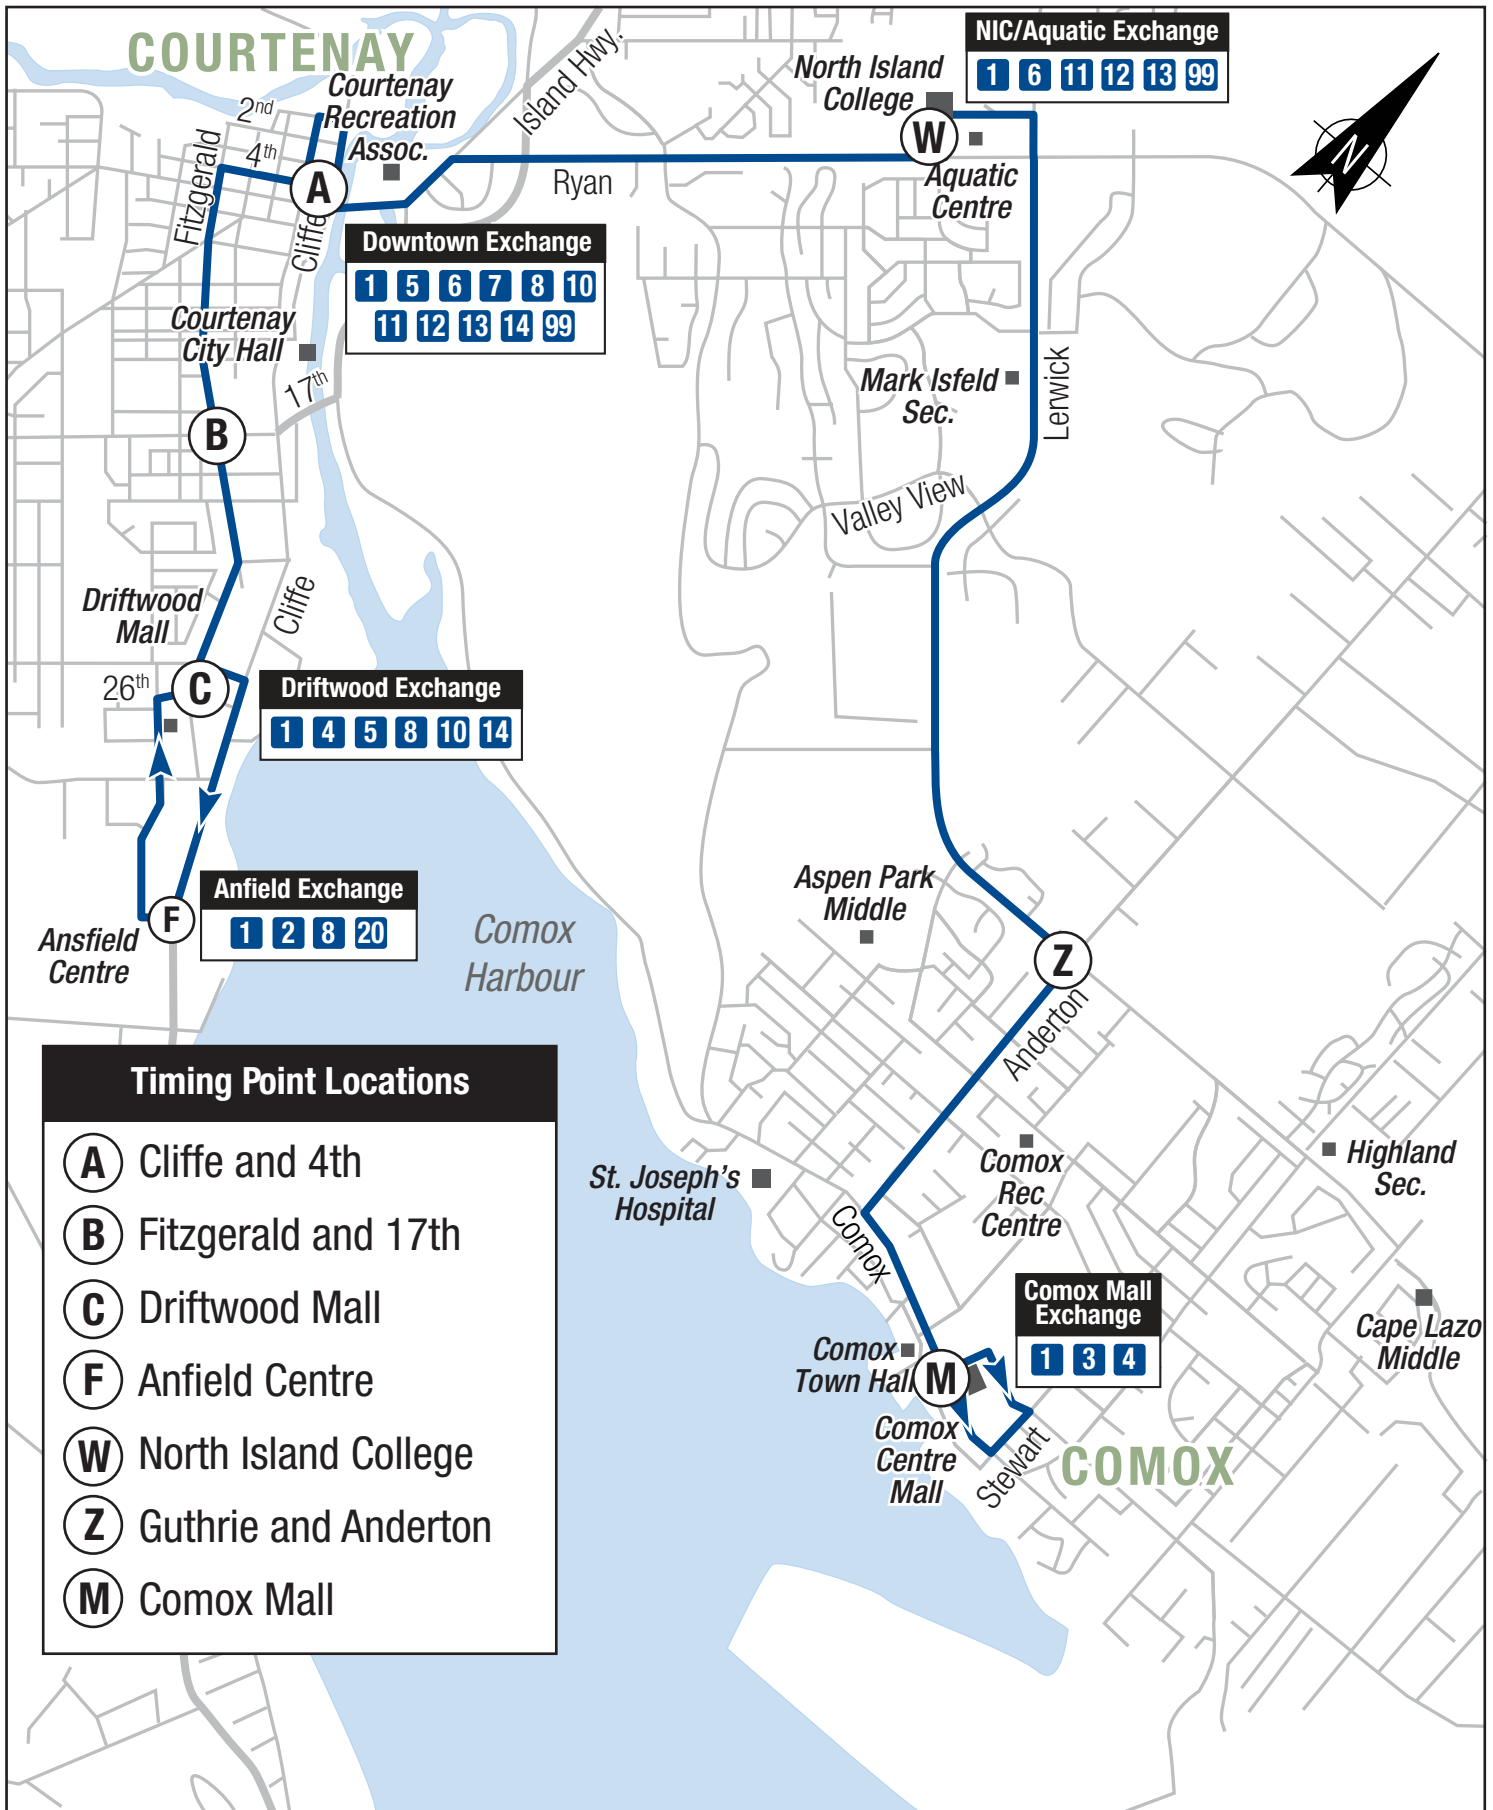 COURTENAY
2nd
4th
Fitzgerald
Courtenay
Recreation
Assoc.
A
Cliffe
Island Hwy.
Ryan
North Island
College
W
Aquatic
Centre
NIC/Aquatic Exchange
1 6 11 12 13 99
N
Downtown Exchange
1 5 6 7 8 10
11 12 13 14 99
Courtenay
City Hall
17th
B
Mark Isfeld
Sec.
Lerwick
Valley View
Driftwood
Mall
Cliffe
26th
C
Driftwood Exchange
1 4 5 8 10 14
Anfield Exchange
1 2 8 20
F
Ansfield
Centre
Comox
Harbour
Aspen Park
Middle
Z
Anderton
Timing Point Locations
A Cliffe and 4th
B Fitzgerald and 17th
C Driftwood Mall
F Anfield Centre
W North Island College
Z Guthrie and Anderton
M Comox Mall
St. Joseph's
Hospital
Comox
Rec
Centre
Highland
Sec.
Comox
Comox Mall
Exchange
1 3 4
Cape Lazo
Middle
Comox
Town Hall
M
Comox
Centre
Mall
Stewart
COMOX